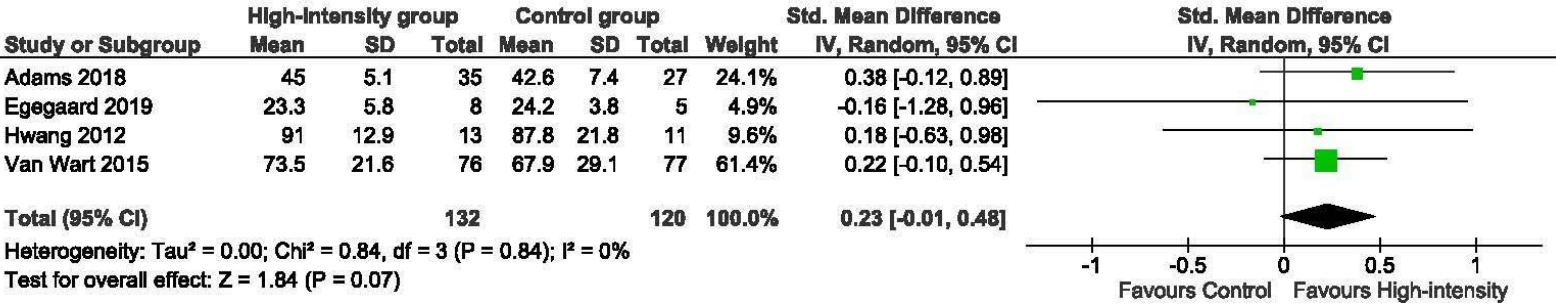 High-intensity group Control group Std. Mean Difference Std. Mean Difference
Study or Subgroup Mean SD Total Mean SD Total Weight IV, Random, 95% CI IV, Random, 95% CI
Adams 2018 45 5.1 35 42.6 7.4 27 24.1% 0.38 [-0.12, 0.89]
Egegaard 2019 23.3 5.8 8 24.2 3.8 5 4.9% -0.16 [-1.28, 0.96]
Hwang 2012 91 12.9 13 87.8 21.8 11 9.6% 0.18 [-0.63, 0.98]
Van Wart 2015 73.5 21.6 76 67.9 29.1 77 61.4% 0.22 [-0.10, 0.54]
Total (95% CI) 132 120 100.0% 0.23 [-0.01, 0.48]
Heterogeneity: Tau² = 0.00; Chi² = 0.84, df = 3 (P = 0.84); I² = 0%
Test for overall effect: Z = 1.84 (P = 0.07)
-1 -0.5 0 0.5 1
Favours Control Favours High-intensity